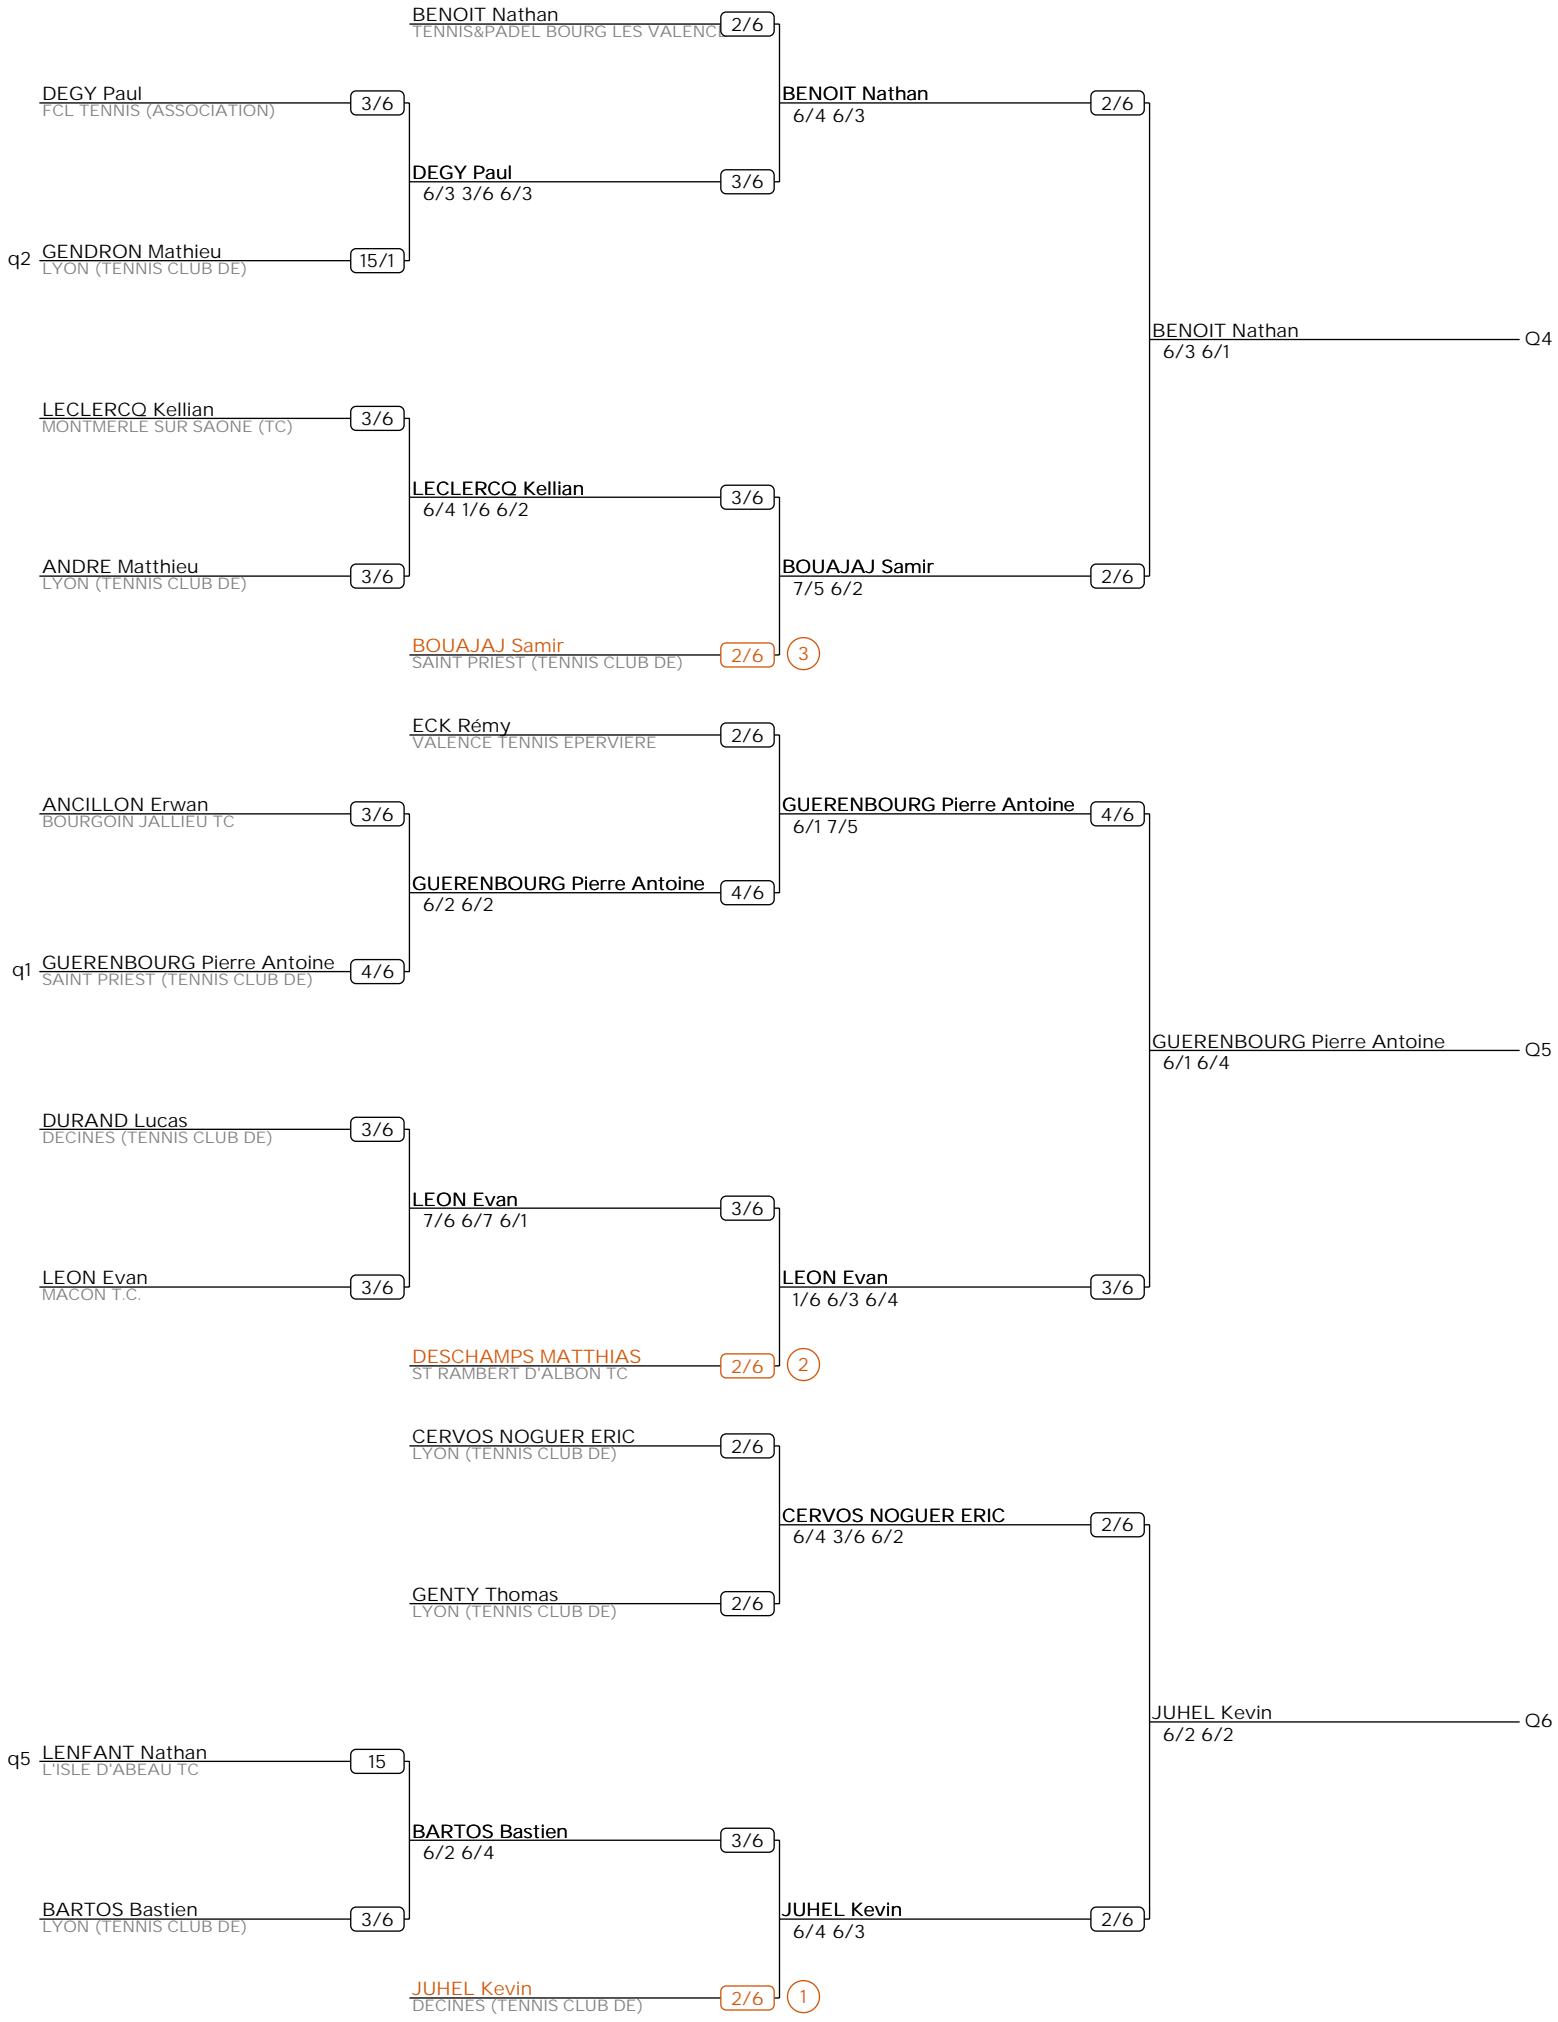 BENOIT Nathan 2/6
TENNIS&PADEL BOURG LES VALENC
DEGY Paul 3/6 BENOIT Nathan 2/6
FCL TENNIS (ASSOCIATION) 6/4 6/3
DEGY Paul 3/6
6/3 3/6 6/3
q2 GENDRON Mathieu 15/1
LYON (TENNIS CLUB DE)
BENOIT Nathan Q4
6/3 6/1
LECLERCQ Kellian 3/6
MONTMERLE SUR SAONE (TC)
LECLERCQ Kellian 3/6
6/4 1/6 6/2
ANDRE Matthieu 3/6 BOUAJAJ Samir 2/6
LYON (TENNIS CLUB DE) 7/5 6/2
BOUAJAJ Samir 2/6 3
SAINT PRIEST (TENNIS CLUB DE)
ECK Rémy 2/6
VALENCE TENNIS EPERVIERE
ANCILLON Erwan 3/6 GUERENBOURG Pierre Antoine 4/6
BOURGOIN JALLIEU TC 6/1 7/5
GUERENBOURG Pierre Antoine 4/6
6/2 6/2
q1 GUERENBOURG Pierre Antoine 4/6
SAINT PRIEST (TENNIS CLUB DE)
GUERENBOURG Pierre Antoine Q5
6/1 6/4
DURAND Lucas 3/6
DECINES (TENNIS CLUB DE)
LEON Evan 3/6
7/6 6/7 6/1
LEON Evan 3/6 LEON Evan 3/6
MACON T.C. 1/6 6/3 6/4
DESCHAMPS MATTHIAS 2/6 2
ST RAMBERT D'ALBON TC
CERVOS NOGUER ERIC 2/6
LYON (TENNIS CLUB DE)
CERVOS NOGUER ERIC 2/6
6/4 3/6 6/2
GENTY Thomas 2/6
LYON (TENNIS CLUB DE)
JUHEL Kevin Q6
6/2 6/2
q5 LENFANT Nathan 15
L'ISLE D'ABEAU TC
BARTOS Bastien 3/6
6/2 6/4
BARTOS Bastien 3/6 JUHEL Kevin 2/6
LYON (TENNIS CLUB DE) 6/4 6/3
JUHEL Kevin 2/6 1
DECINES (TENNIS CLUB DE)